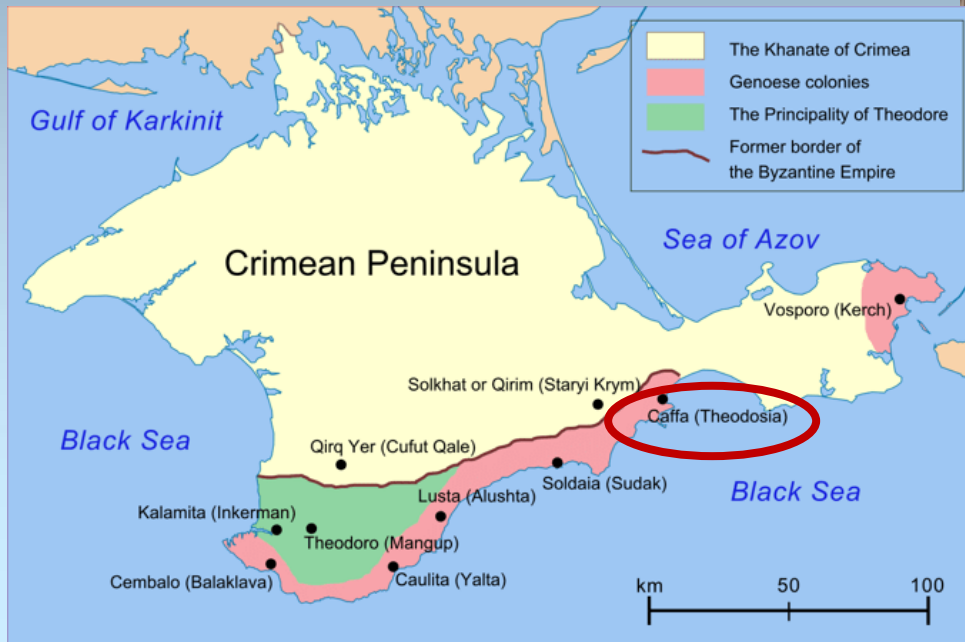 The Khanate of Crimea
Genoese colonies
The Principality of Theodore
Former border of
the Byzantine Empire
Gulf of Karkinit
Sea of Azov
Crimean Peninsula
Vosporo (Kerch)
Solkhat or Qirim (Staryi Krym)
Caffa (Theodosia)
Black Sea
Qirq Yer (Cufut Qale)
Soldaia (Sudak)
Black Sea
Lusta (Alushta)
Kalamita (Inkerman)
Theodoro (Mangup)
Cembalo (Balaklava)
Caulita (Yalta)
km 50 100